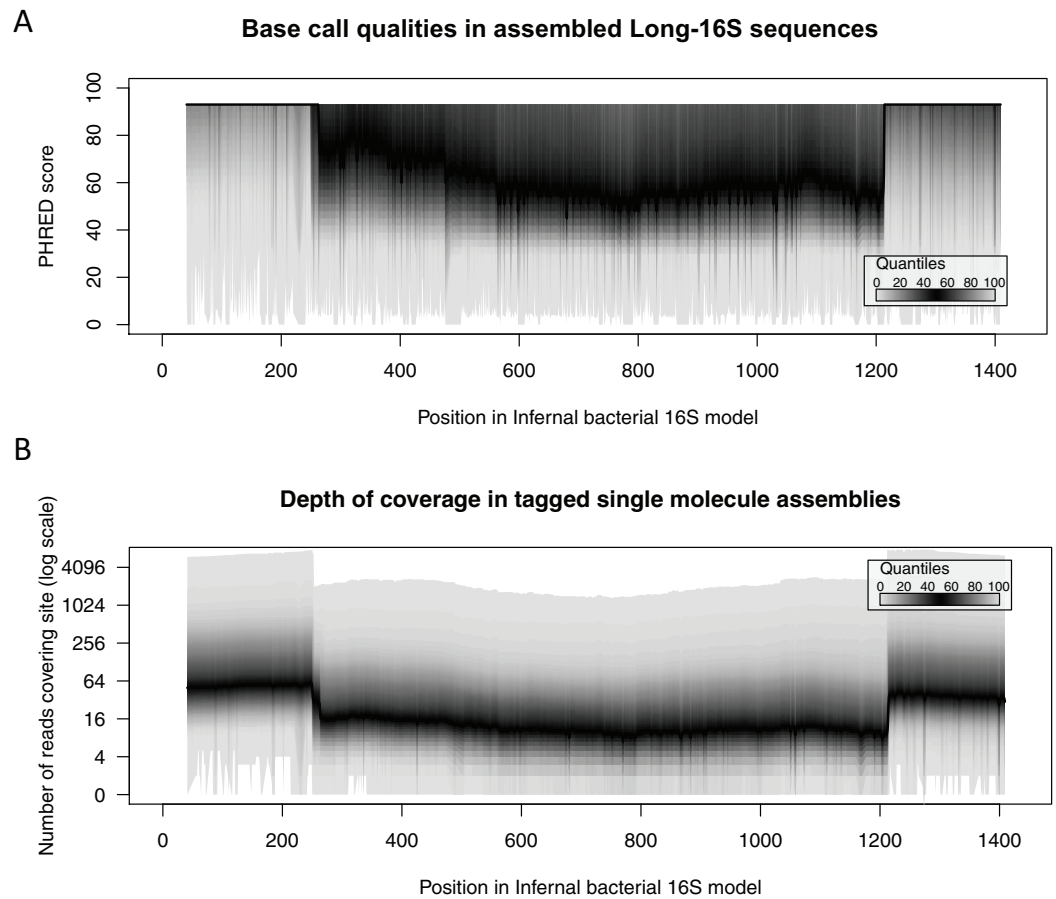 A
Base call qualities in assembled Long-16S sequences
PHRED score
100
80
60
40
20
0
Quantiles
0 20 40 60 80 100
0 200 400 600 800 1000 1200 1400
Position in Infernal bacterial 16S model
B
Depth of coverage in tagged single molecule assemblies
Number of reads covering site (log scale)
4096
1024
256
64
16
4
0
Quantiles
0 20 40 60 80 100
0 200 400 600 800 1000 1200 1400
Position in Infernal bacterial 16S model